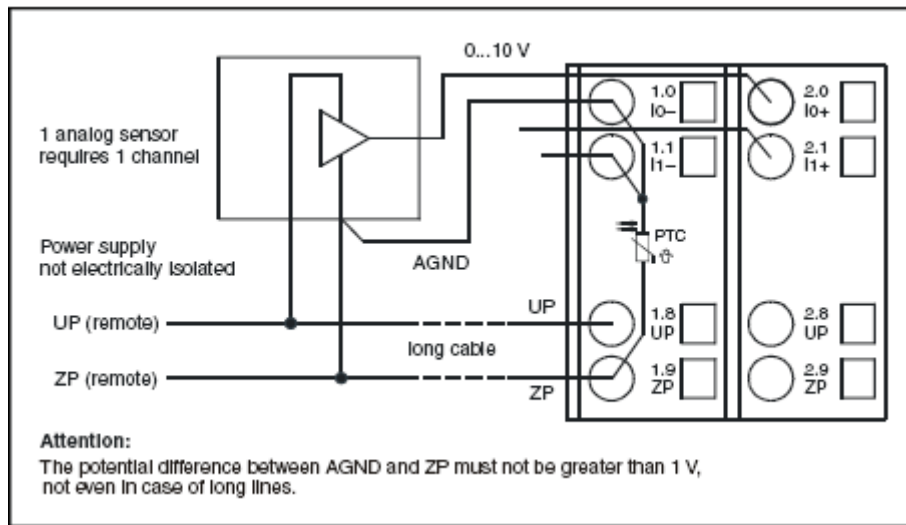 0...10 V
1 analog sensor
requires 1 channel
Power supply
not electrically isolated
AGND
UP (remote)
ZP (remote)
long cable
UP
ZP
1.0
I0–
2.0
I0+
1.1
I1–
2.1
I1+
PTC
ϑ
1.8
UP
2.8
UP
1.9
ZP
2.9
ZP
Attention:
The potential difference between AGND and ZP must not be greater than 1 V,
not even in case of long lines.